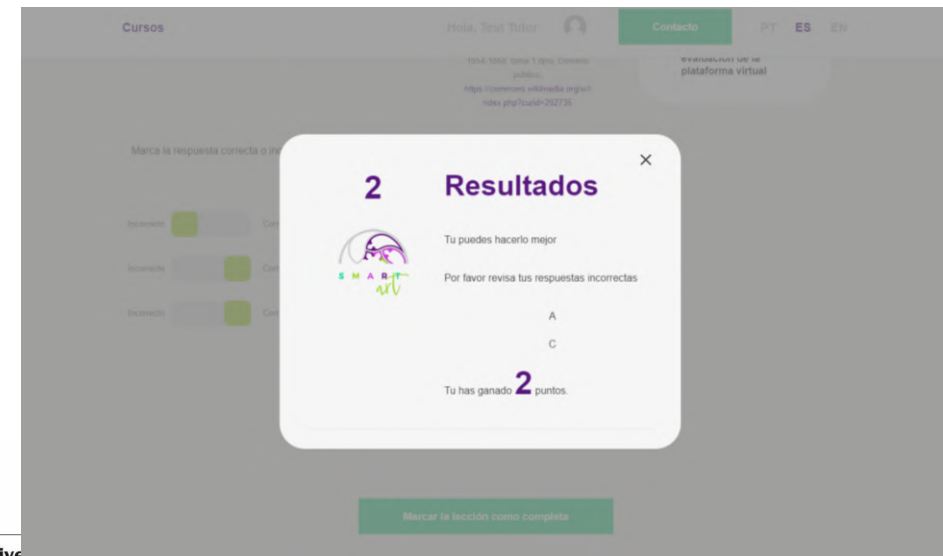 Cursos
Hola, Test Tutor
Contacto
PT ES EN
público,
evaluación de la
plataforma virtual
Marca la respuesta correcta o
Incorrecto
Incorrecto
Incorrecto
2
Resultados
SMART
art
Tu puedes hacerlo mejor
Por favor revisa tus respuestas incorrectas
A
C
Tu has ganado 2 puntos.
Marcar la lección como completa